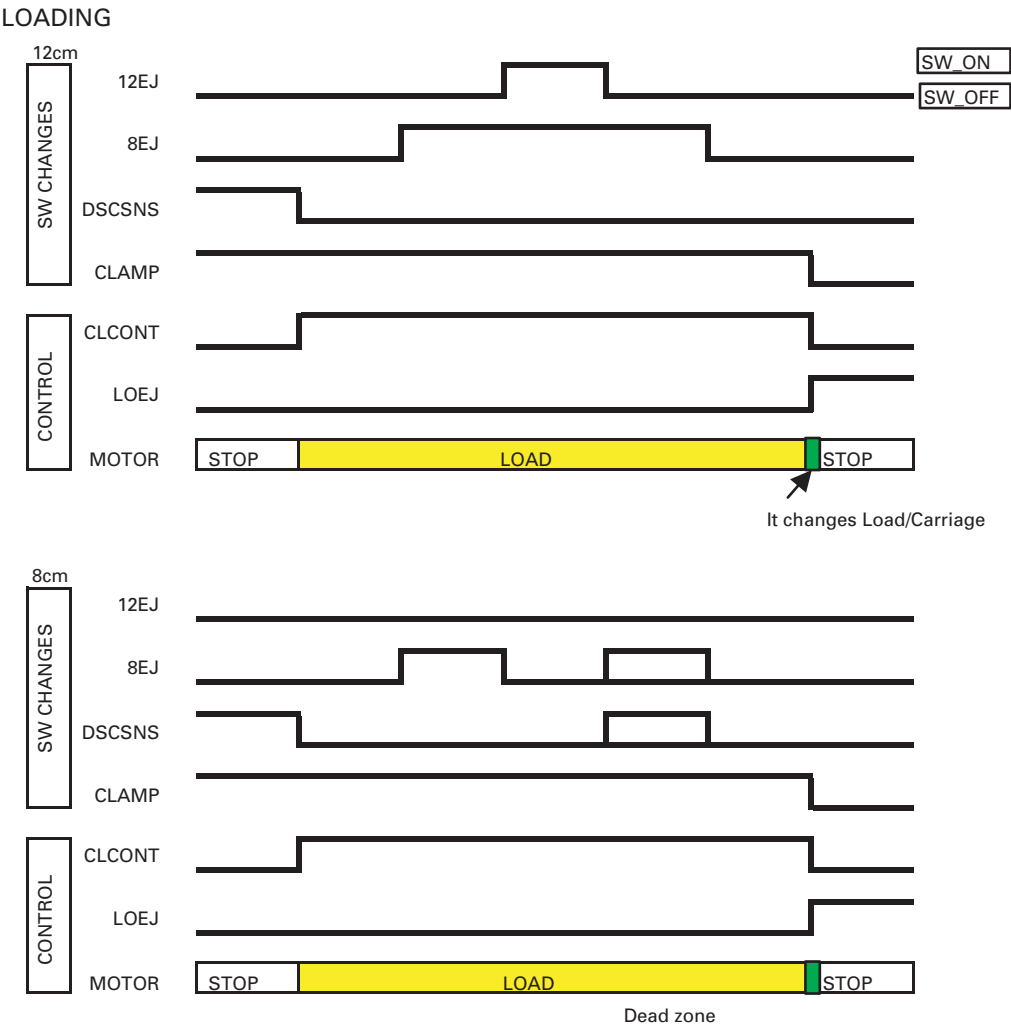 LOADING
12cm
SW CHANGES
12EJ
SW_ON
SW_OFF
8EJ
DSCSNS
CLAMP
CONTROL
CLCONT
LOEJ
MOTOR STOP LOAD STOP
It changes Load/Carriage
8cm
SW CHANGES
12EJ
8EJ
DSCSNS
CLAMP
CONTROL
CLCONT
LOEJ
MOTOR STOP LOAD STOP
Dead zone